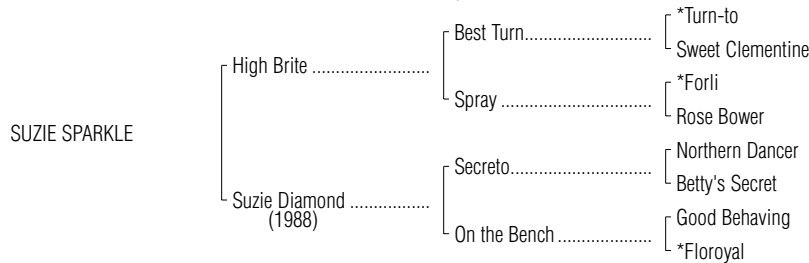 *Turn-to
Best Turn
Sweet Clementine
High Brite
*Forli
Spray
Rose Bower
SUZIE SPARKLE
Northern Dancer
Secreto
Betty's Secret
Suzie Diamond
(1988)
Good Behaving
On the Bench
*Floroyal